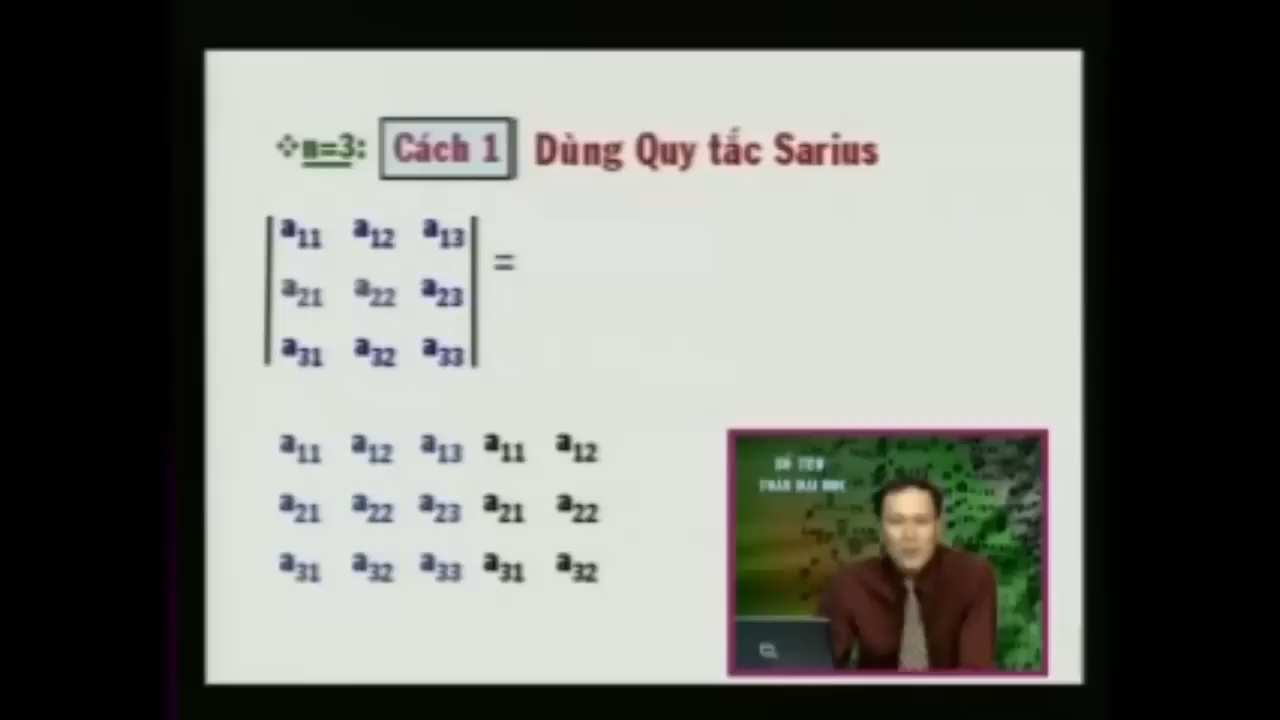 ❖n=3: Cách 1 Dùng Quy tắc Sarius
a11 a12 a13
=
a21 a22 a23
a31 a32 a33
a11 a12 a13 a11 a12
a21 a22 a23 a21 a22
a31 a32 a33 a31 a32